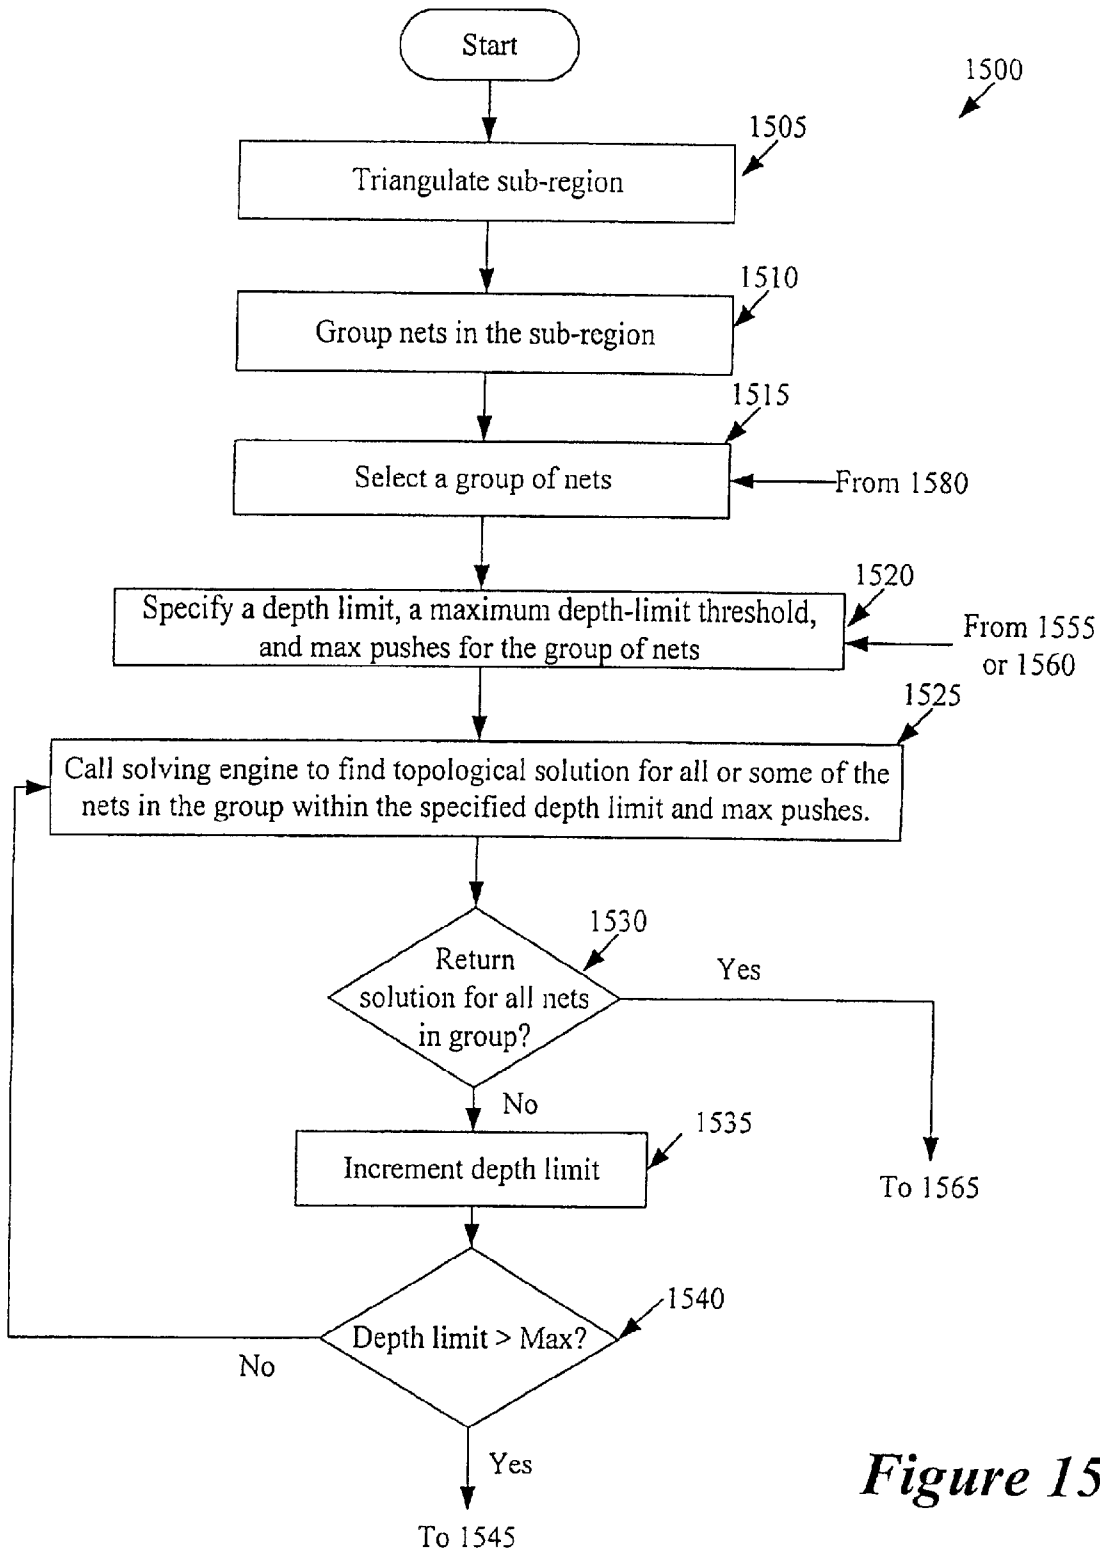 Start
1500
1505
Triangulate sub-region
1510
Group nets in the sub-region
1515
Select a group of nets
From 1580
1520
Specify a depth limit, a maximum depth-limit threshold,
and max pushes for the group of nets
From 1555
or 1560
1525
Call solving engine to find topological solution for all or some of the
nets in the group within the specified depth limit and max pushes.
1530
Return
solution for all nets
in group?
Yes
No
1535
Increment depth limit
To 1565
1540
Depth limit > Max?
No
Yes
To 1545
Figure 15